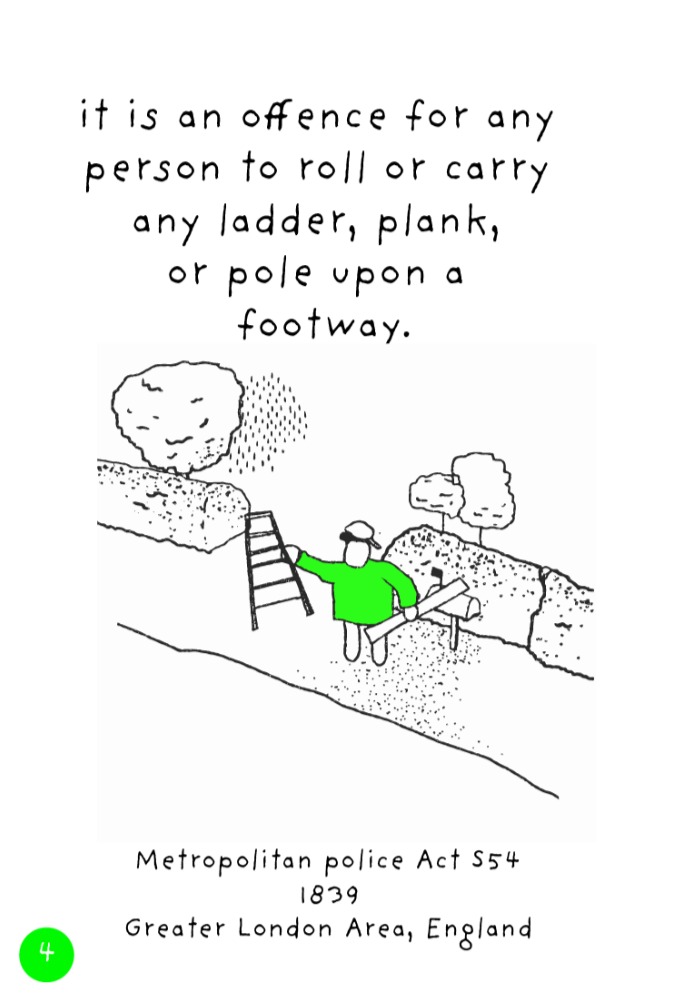 it is an offence for any
person to roll or carry
any ladder, plank,
or pole upon a
footway.
Metropolitan police Act S54
1839
Greater London Area, England
4